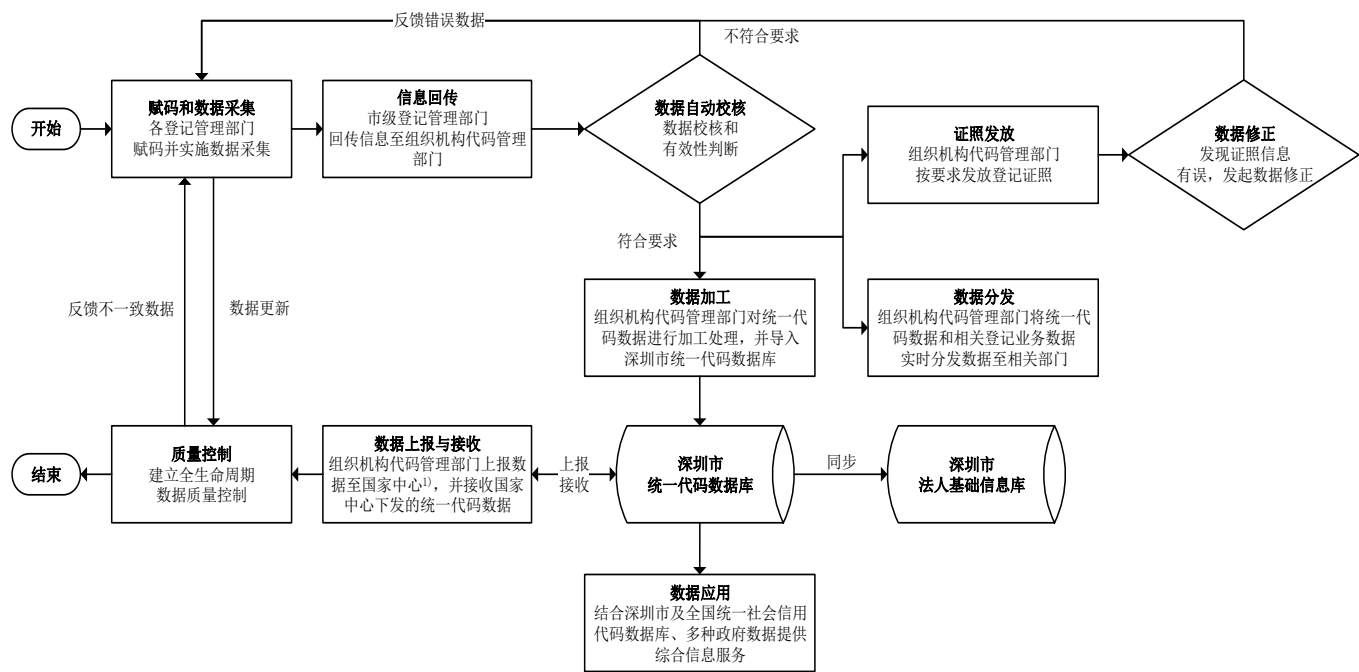 反馈错误数据
不符合要求
开始
赋码和数据采集
各登记管理部门
赋码并实施数据采集
信息回传
市级登记管理部门
回传信息至组织机构代码管理
部门
数据自动校核
数据校核和
有效性判断
证照发放
组织机构代码管理部门
按要求发放登记证照
数据修正
发现证照信息
有误，发起数据修正
符合要求
反馈不一致数据
数据更新
数据加工
组织机构代码管理部门对统一代
码数据进行加工处理，并导入
深圳市统一代码数据库
数据分发
组织机构代码管理部门将统一代
码数据和相关登记业务数据
实时分发数据至相关部门
结束
质量控制
建立全生命周期
数据质量控制
数据上报与接收
组织机构代码管理部门上报数
据至国家中心1)，并接收国家
中心下发的统一代码数据
上报
接收
深圳市
统一代码数据库
同步
深圳市
法人基础信息库
数据应用
结合深圳市及全国统一社会信用
代码数据库、多种政府数据提供
综合信息服务